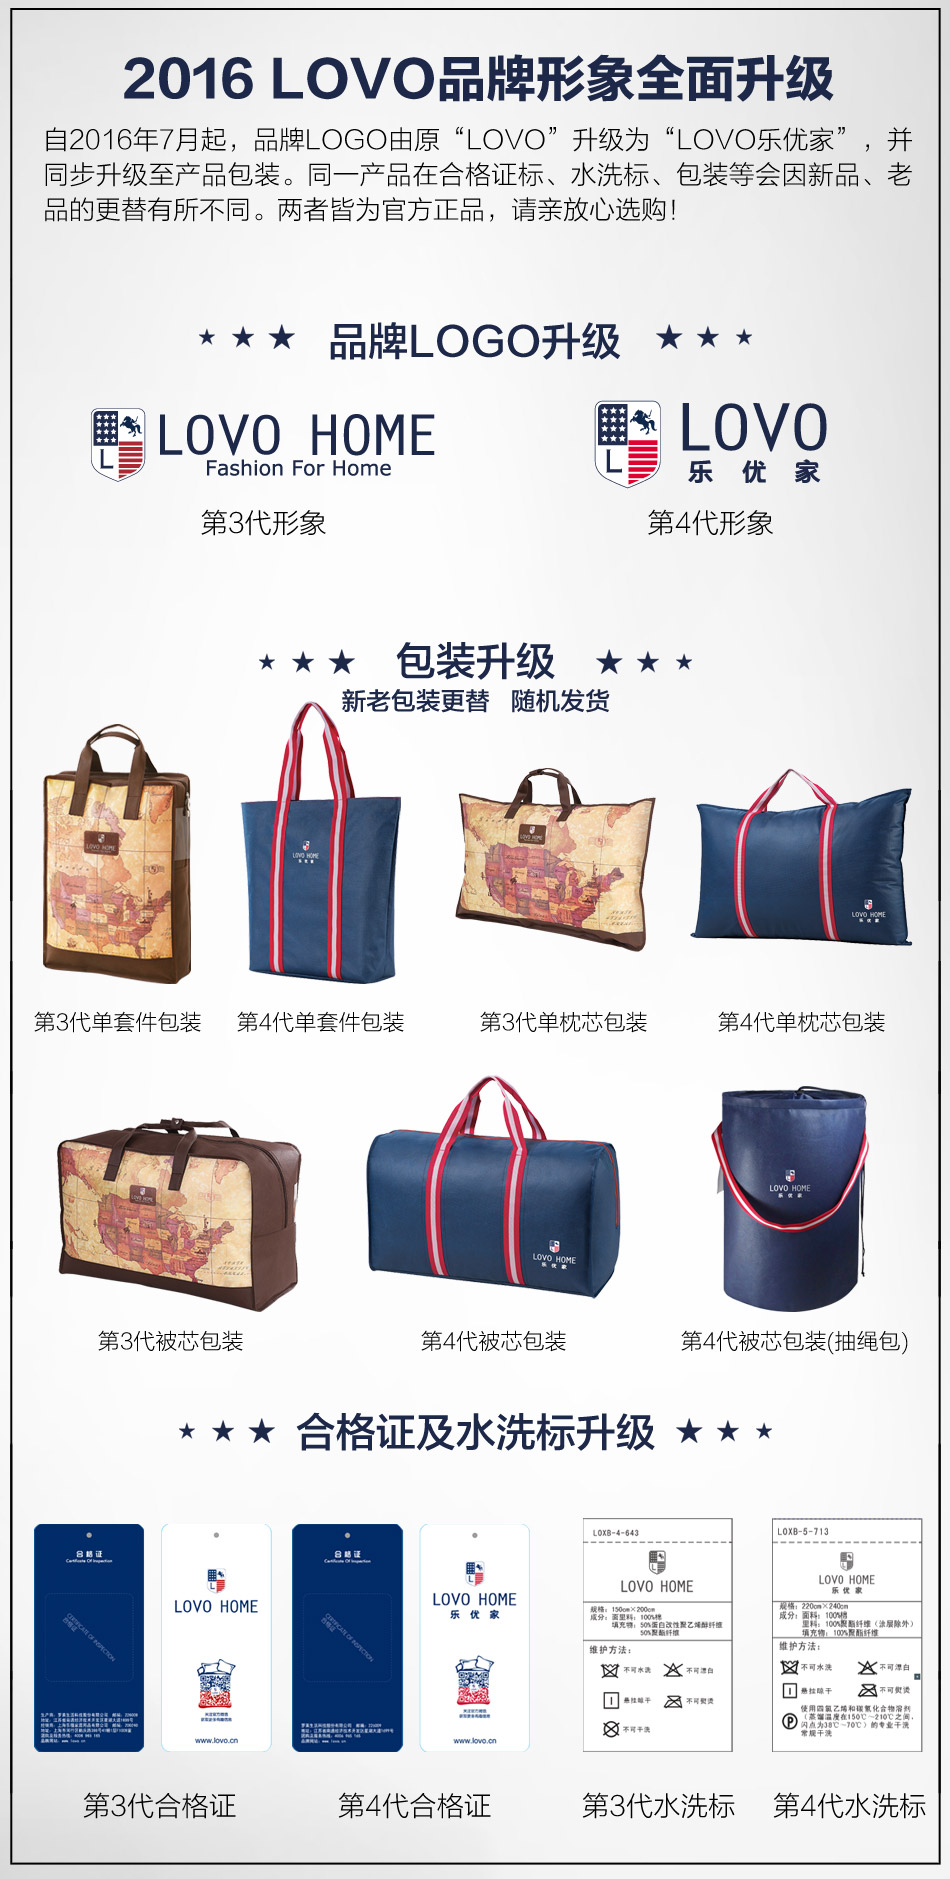 2016 LOVO品牌形象全面升级
自2016年7月起，品牌LOGO由原“LOVO”升级为“LOVO乐优家”，并
同步升级至产品包装。同一产品在合格证标、水洗标、包装等会因新品、老
品的更替有所不同。两者皆为官方正品，请亲放心选购！
品牌LOGO升级
L
LOVO HOME
Fashion For Home
L
LOVO
乐优家
第3代形象
第4代形象
包装升级
新老包装更替 随机发货
LOVO HOME
LOVO HOME
乐优家
LOVO HOME
LOVO HOME
乐优家
第3代单套件包装
第4代单套件包装
第3代单枕芯包装
第4代单枕芯包装
LOVO HOME
LOVO HOME
乐优家
LOVO HOME
乐优家
第3代被芯包装
第4代被芯包装
第4代被芯包装(抽绳包)
合格证及水洗标升级
合格证
Certificate Of Inspection
CERTIFICATE OF INSPECTION
合格证
LOVO HOME
www.lovo.cn
合格证
Certificate Of Inspection
CERTIFICATE OF INSPECTION
合格证
LOVO HOME
乐优家
www.lovo.cn
LOXB-4-643
LOVO HOME
规格：150cm×200cm
成分：面里料：100%棉
填充物：50%蛋白改性聚乙烯醇纤维
50%聚酯纤维
维护方法：
不可水洗
不可漂白
悬挂晾干
不可熨烫
不可干洗
LOXB-5-713
LOVO HOME
乐优家
规格：220cm×240cm
成分：面料：100%棉
里料：100%聚酯纤维（涂层除外）
填充物：100%聚酯纤维
维护方法：
不可水洗
不可漂白
悬挂晾干
不可熨烫
使用四氯乙烯和碳氢化合物溶剂
（蒸馏温度在150℃～210℃之间，
闪点为38℃～70℃）的专业干洗
常规干洗
第3代合格证
第4代合格证
第3代水洗标
第4代水洗标